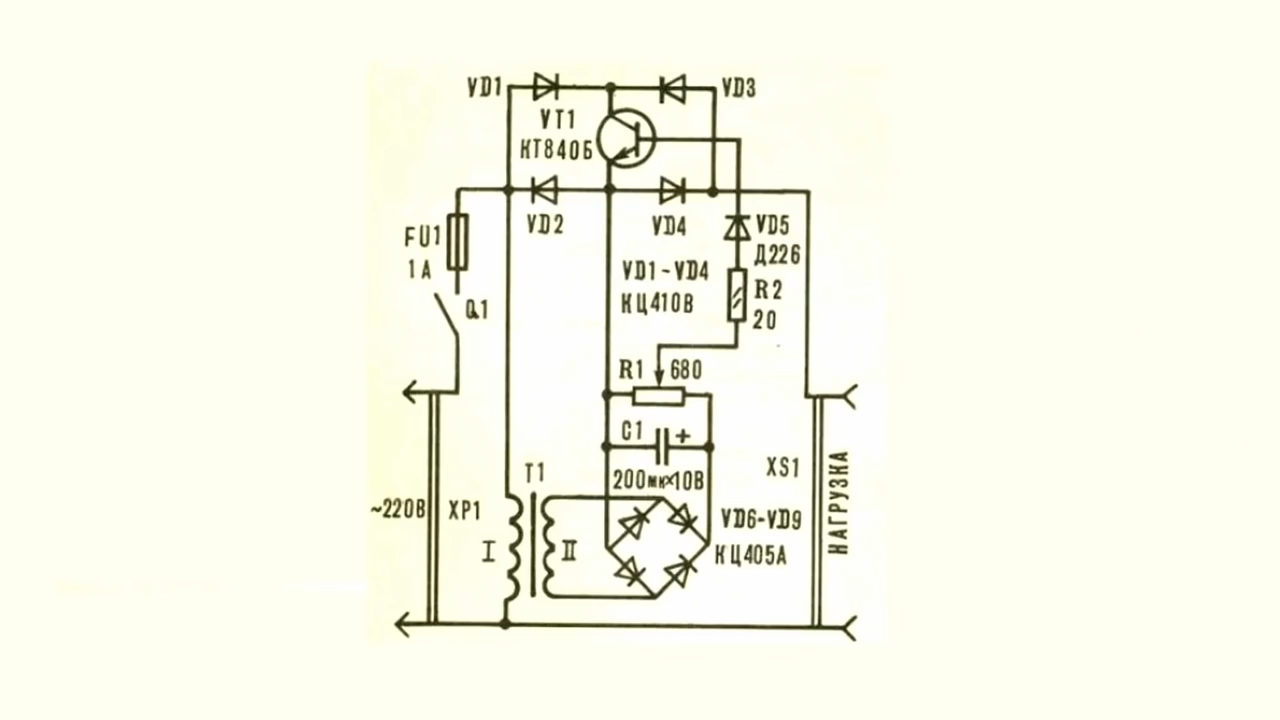 VD1
VD3
VT1
КТ840Б
VD2
VD4
VD5
Д226
FU1
1А
VD1-VD4
КЦ410В
R2
20
Q1
R1 680
C1 +
200мк×10В
T1
XS1
~220В
XP1
I
II
VD6-VD9
КЦ405А
НАГРУЗКА